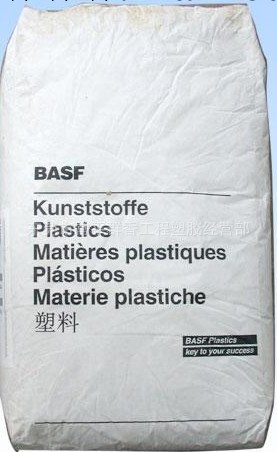 BASF
Kunststoffe
Plastics
Matières plastiques
Plásticos
Materie plastiche
塑料
BASF Plastics
key to your success